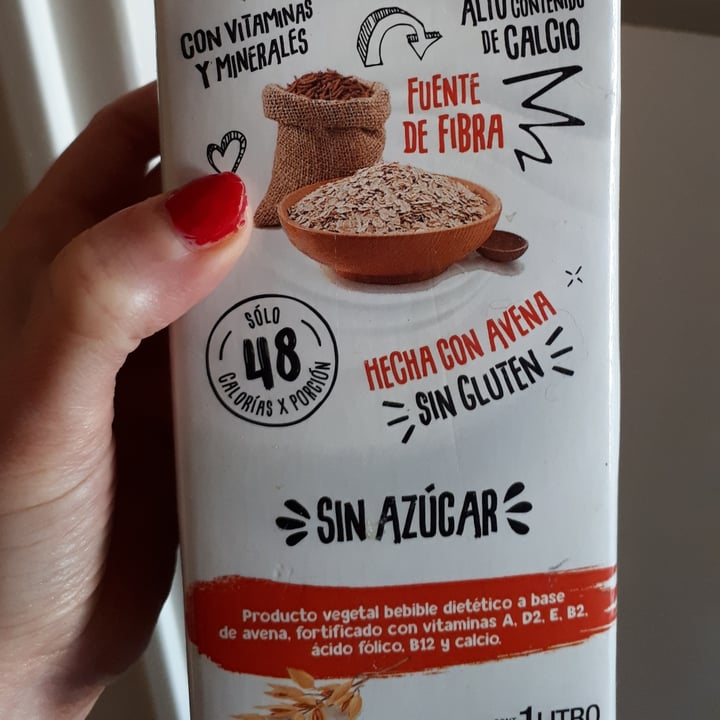 CON VITAMINAS
Y MINERALES
ALTO CONTENIDO
DE CALCIO
FUENTE
DE FIBRA
SÓLO
48
CALORÍAS X PORCIÓN
HECHA CON AVENA
SIN GLUTEN
SIN AZÚCAR
Producto vegetal bebible dietético a base
de avena, fortificado con vitaminas A, D2, E, B2,
ácido fólico, B12 y calcio.
1 LITRO